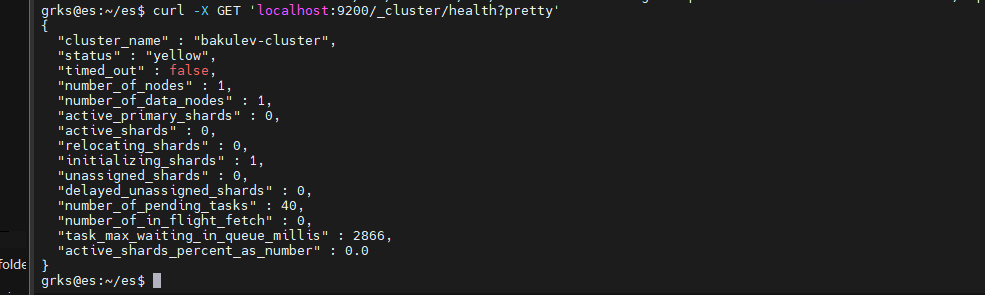 grks@es:~/es$ curl -X GET 'localhost:9200/_cluster/health?pretty'
{
  "cluster_name" : "bakulev-cluster",
  "status" : "yellow",
  "timed_out" : false,
  "number_of_nodes" : 1,
  "number_of_data_nodes" : 1,
  "active_primary_shards" : 0,
  "active_shards" : 0,
  "relocating_shards" : 0,
  "initializing_shards" : 1,
  "unassigned_shards" : 0,
  "delayed_unassigned_shards" : 0,
  "number_of_pending_tasks" : 40,
  "number_of_in_flight_fetch" : 0,
  "task_max_waiting_in_queue_millis" : 2866,
  "active_shards_percent_as_number" : 0.0
folde
}
grks@es:~/es$